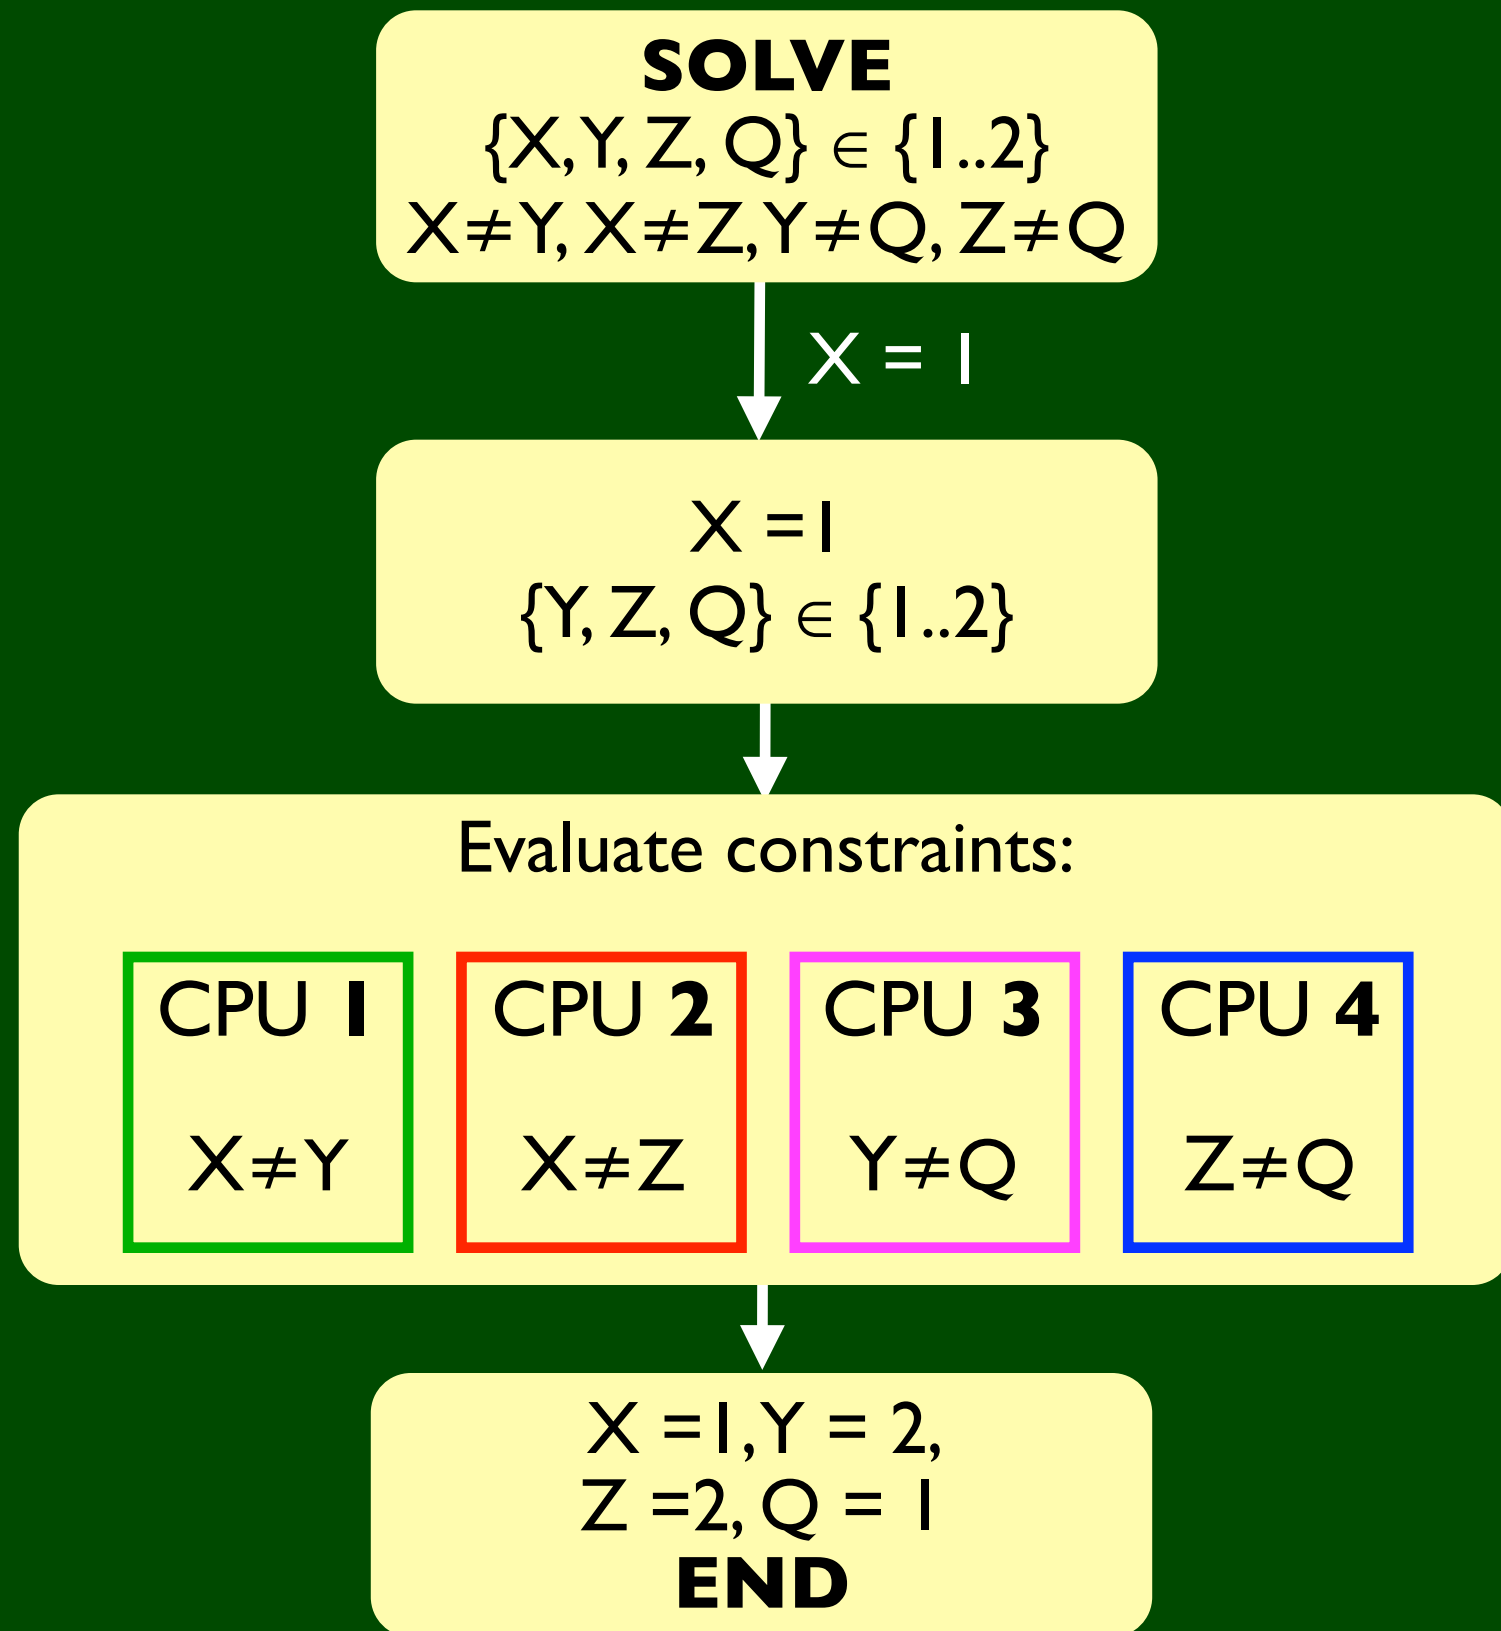 SOLVE
{X, Y, Z, Q} ∈ {1..2}
X≠Y, X≠Z, Y≠Q, Z≠Q
X = 1
X =1
{Y, Z, Q} ∈ {1..2}
Evaluate constraints:
CPU 1
X≠Y
CPU 2
X≠Z
CPU 3
Y≠Q
CPU 4
Z≠Q
X =1, Y = 2,
Z =2, Q = 1
END